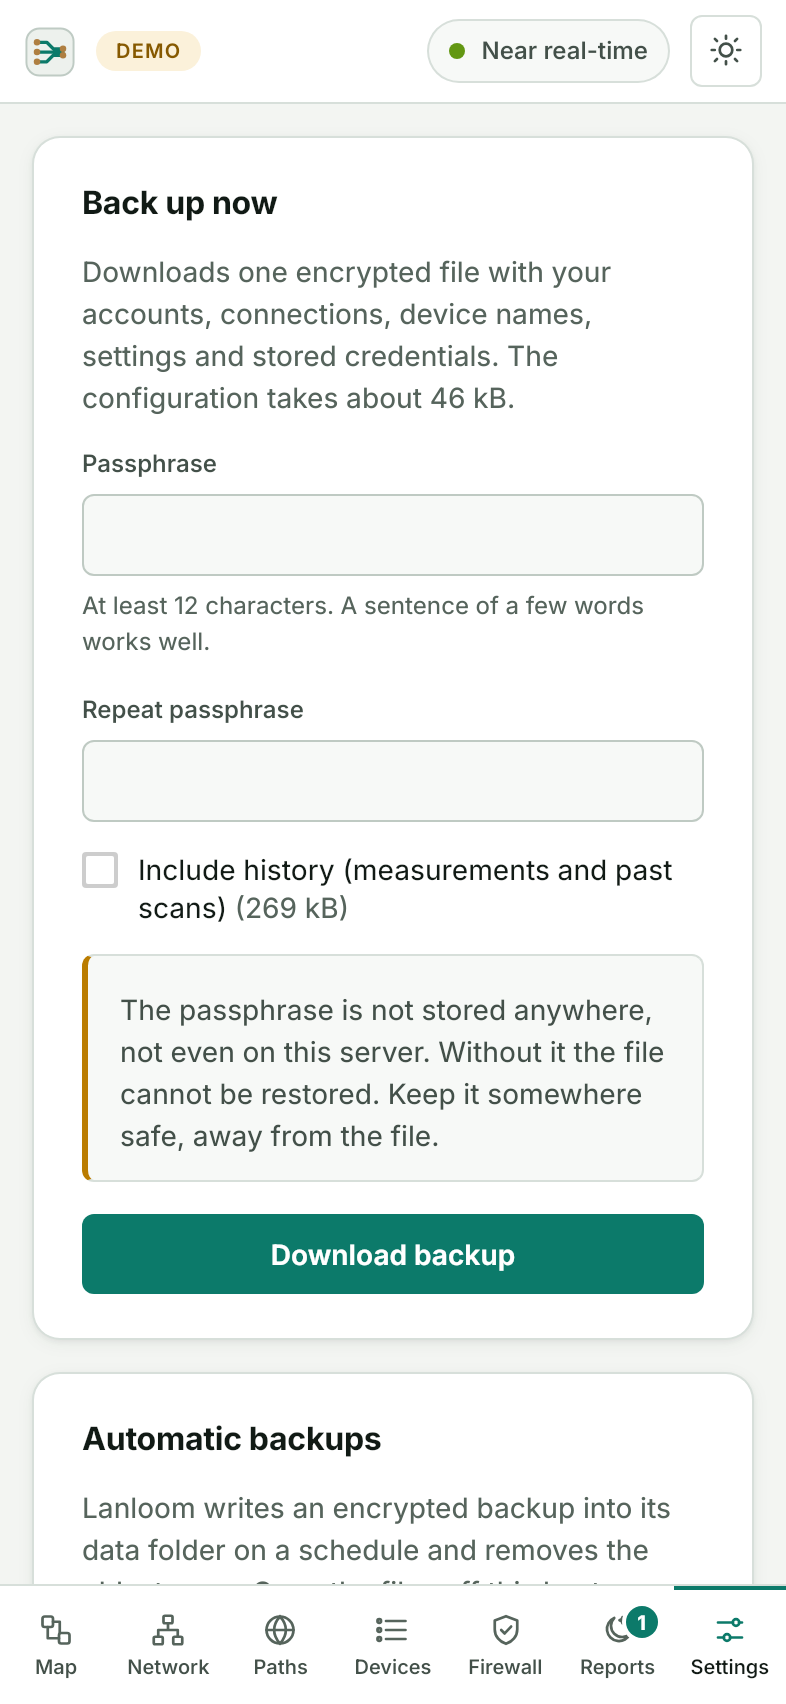 DEMO
Near real-time
Back up now
Downloads one encrypted file with your
accounts, connections, device names,
settings and stored credentials. The
configuration takes about 46 kB.
Passphrase
At least 12 characters. A sentence of a few words
works well.
Repeat passphrase
Include history (measurements and past
scans) (269 kB)
The passphrase is not stored anywhere,
not even on this server. Without it the file
cannot be restored. Keep it somewhere
safe, away from the file.
Download backup
Automatic backups
Lanloom writes an encrypted backup into its
data folder on a schedule and removes the
1
Map
Network
Paths
Devices
Firewall
Reports
Settings